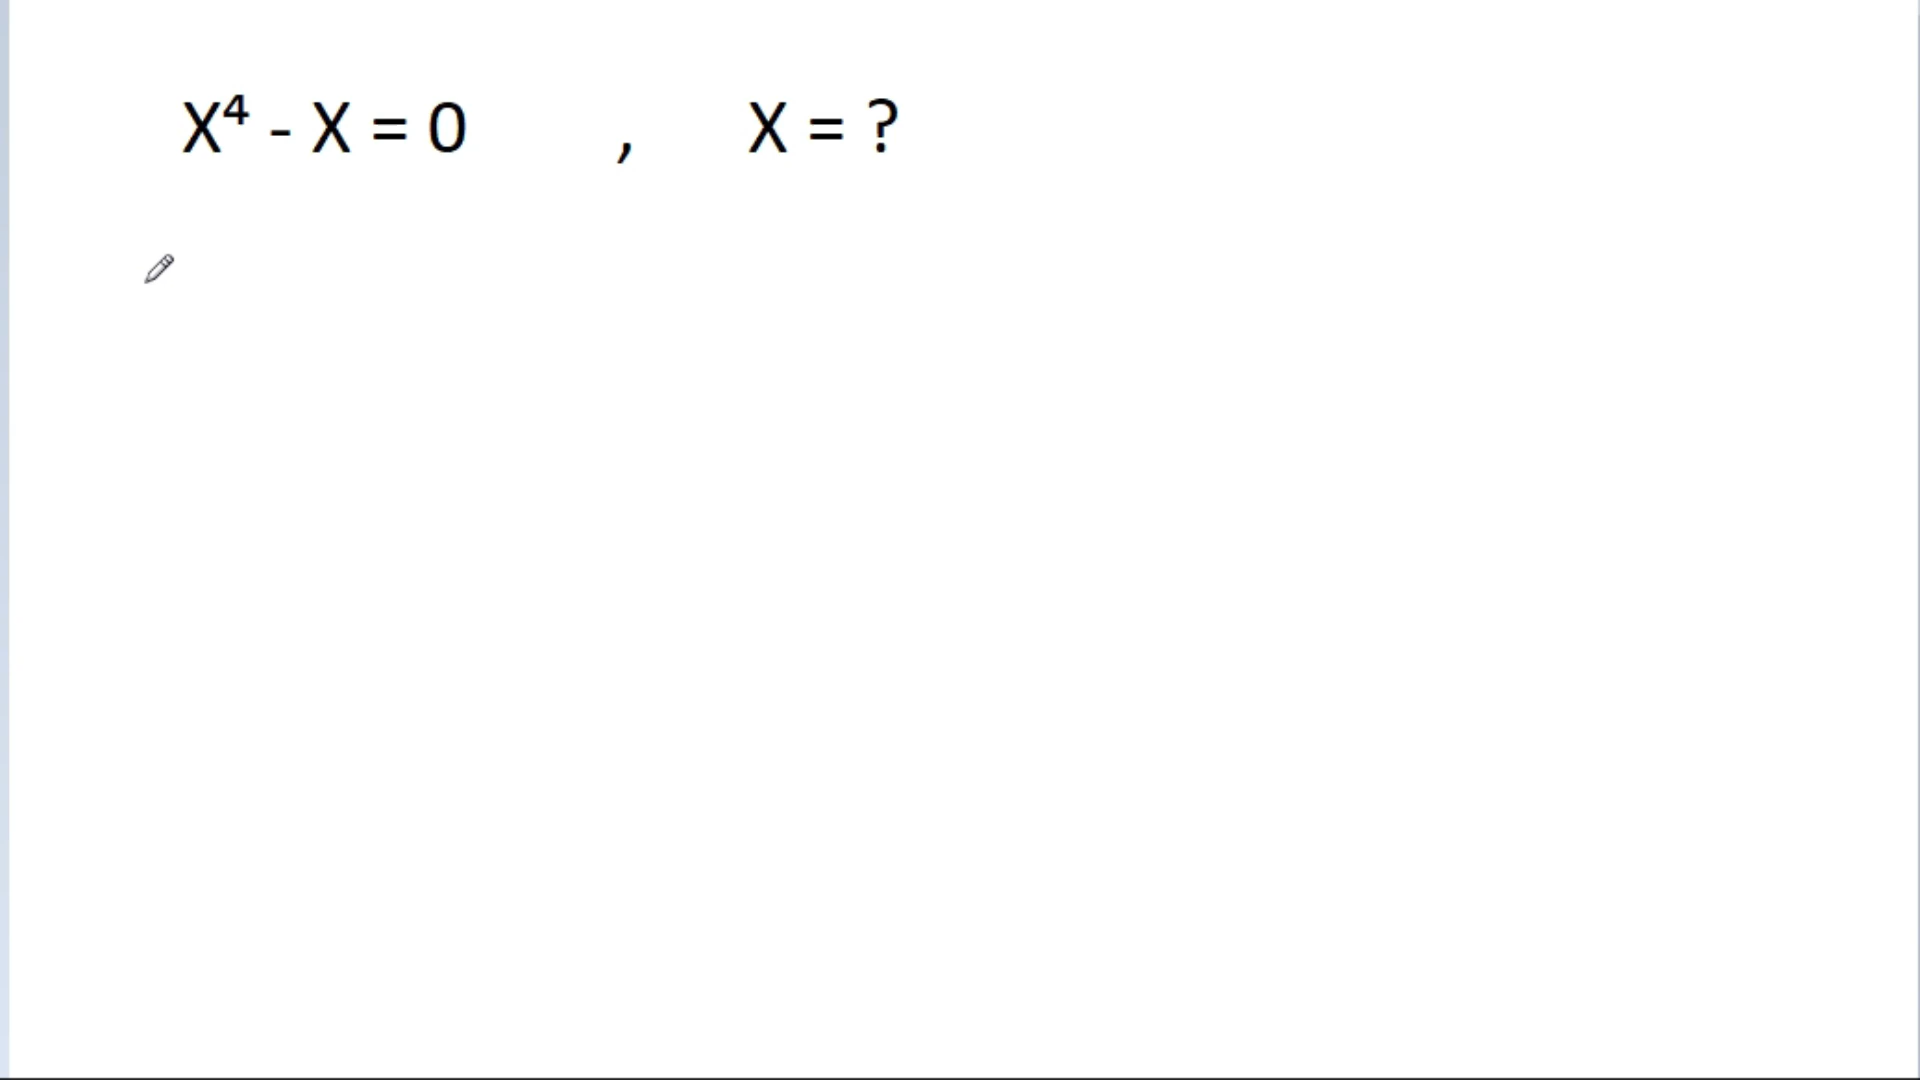 X⁴ - X = 0 , X = ?